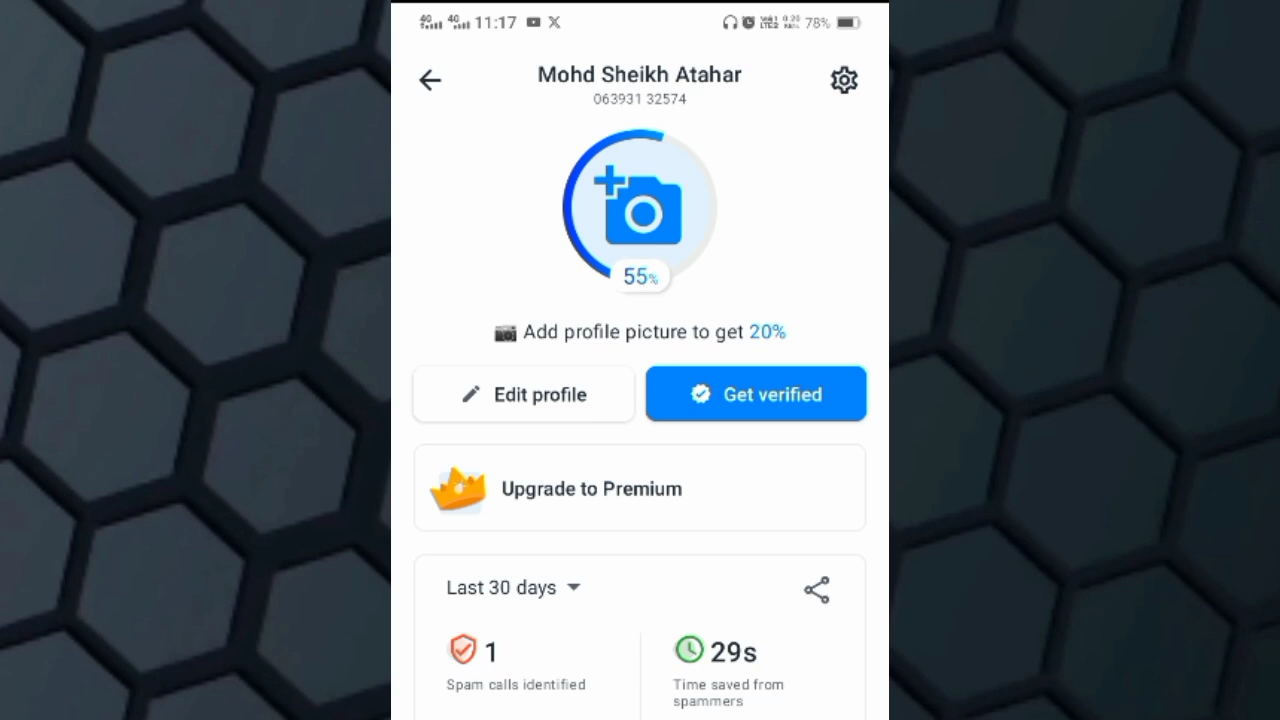 11:17
78%
Mohd Sheikh Atahar
063931 32574
55%
Add profile picture to get 20%
Edit profile
Get verified
Upgrade to Premium
Last 30 days
1
Spam calls identified
29s
Time saved from
spammers